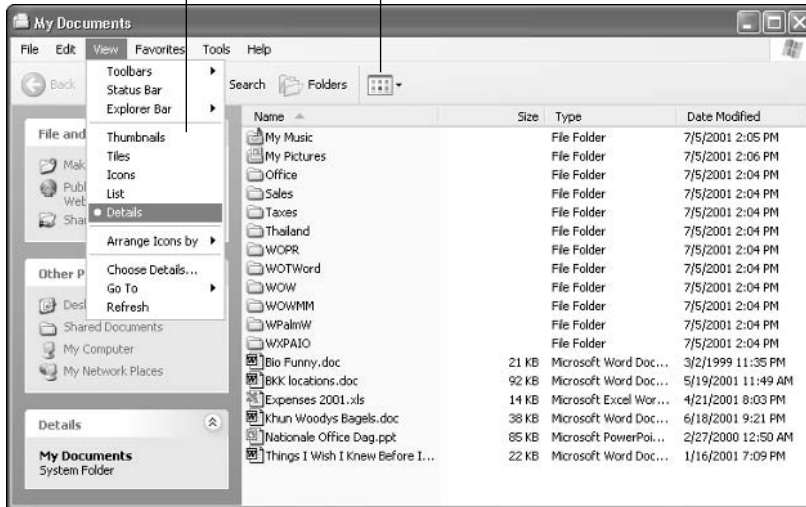 My Documents
File Edit View Favorites Tools Help
Back Search Folders
Toolbars
Status Bar
Explorer Bar
Thumbnails
Tiles
Icons
List
Details
Arrange Icons by
Choose Details...
Go To
Refresh
File and
Mak
Publ
Web
Shar
Other P
Desk
Shared Documents
My Computer
My Network Places
Details
My Documents
System Folder
Name Size Type Date Modified
My Music File Folder 7/5/2001 2:05 PM
My Pictures File Folder 7/5/2001 2:06 PM
Office File Folder 7/5/2001 2:04 PM
Sales File Folder 7/5/2001 2:04 PM
Taxes File Folder 7/5/2001 2:04 PM
Thailand File Folder 7/5/2001 2:04 PM
WOPR File Folder 7/5/2001 2:04 PM
WOTWord File Folder 7/5/2001 2:04 PM
WOW File Folder 7/5/2001 2:04 PM
WOWMM File Folder 7/5/2001 2:04 PM
WPalmW File Folder 7/5/2001 2:04 PM
WXPAIO File Folder 7/5/2001 2:04 PM
Bio Funny.doc 21 KB Microsoft Word Doc... 3/2/1999 11:35 PM
BKK locations.doc 92 KB Microsoft Word Doc... 5/19/2001 11:49 AM
Expenses 2001.xls 14 KB Microsoft Excel Wor... 4/21/2001 8:03 PM
Khun Woodys Bagels.doc 38 KB Microsoft Word Doc... 6/18/2001 9:21 PM
Nationale Office Dag.ppt 85 KB Microsoft PowerPoi... 2/27/2000 12:50 AM
Things I Wish I Knew Before I... 22 KB Microsoft Word Doc... 1/16/2001 7:09 PM